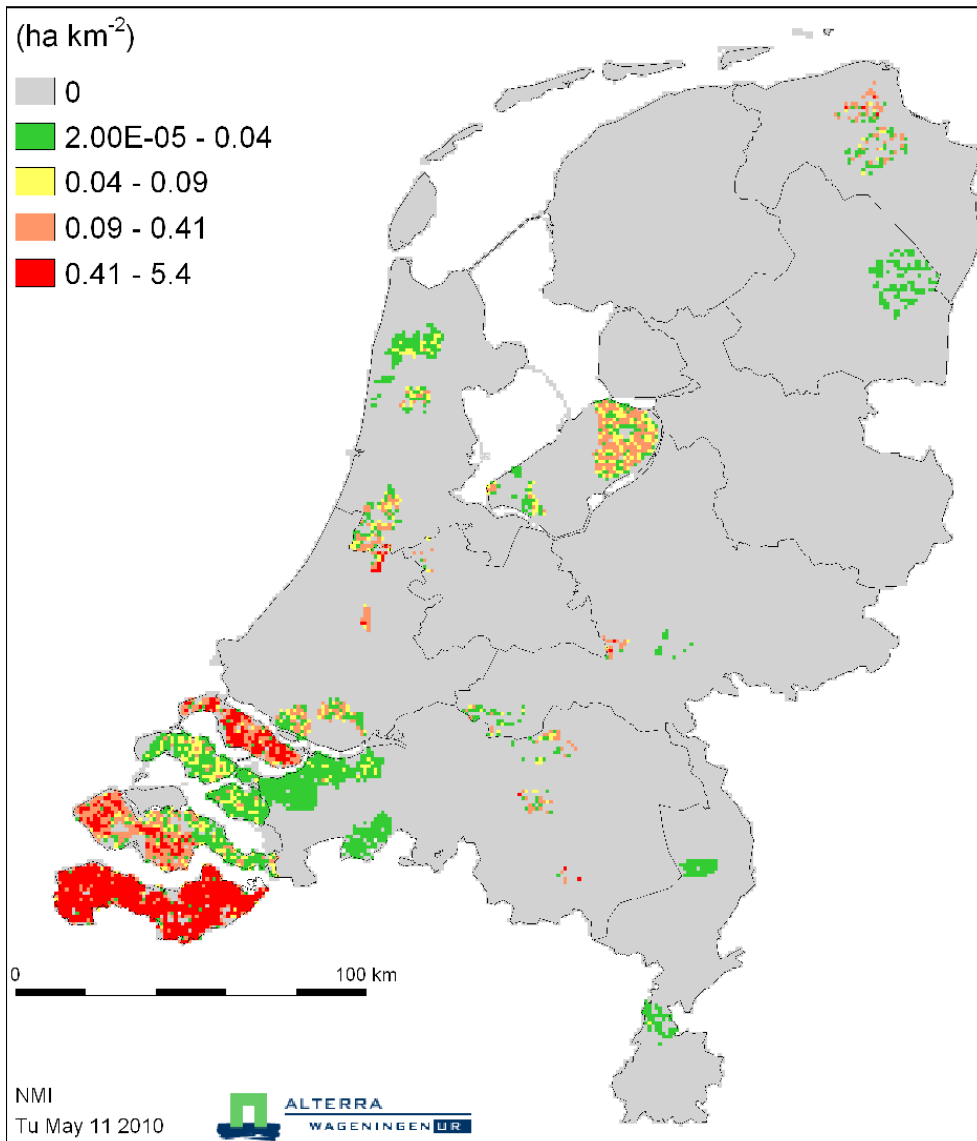 (ha km-2)
0
2.00E-05 - 0.04
0.04 - 0.09
0.09 - 0.41
0.41 - 5.4
0 100 km
NMI
Tu May 11 2010
ALTERRA
WAGENINGEN UR